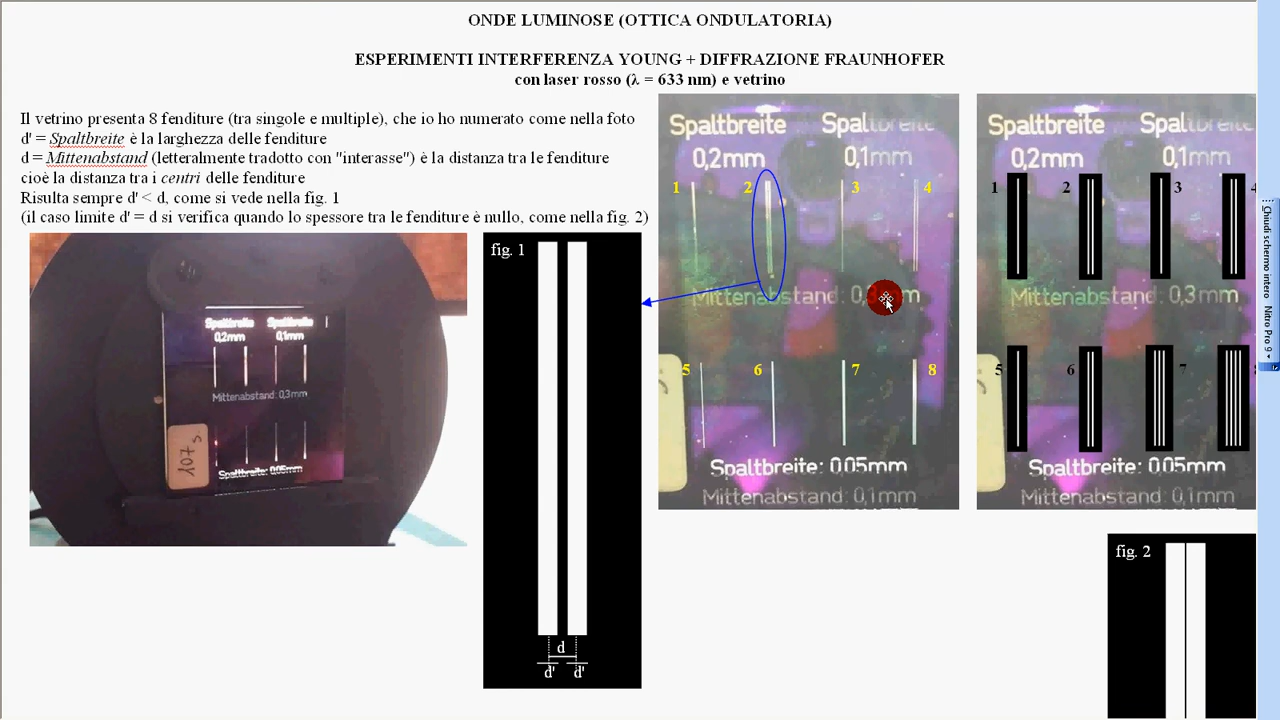 ONDE LUMINOSE (OTTICA ONDULATORIA)
ESPERIMENTI INTERFERENZA YOUNG + DIFFRAZIONE FRAUNHOFER
con laser rosso (λ = 633 nm) e vetrino
Il vetrino presenta 8 fenditure (tra singole e multiple), che io ho numerato come nella foto
d' = Spaltbreite è la larghezza delle fenditure
d = Mittenabstand (letteralmente tradotto con "interasse") è la distanza tra le fenditure
cioè la distanza tra i centri delle fenditure
Risulta sempre d' < d, come si vede nella fig. 1
(il caso limite d' = d si verifica quando lo spessore tra le fenditure è nullo, come nella fig. 2)
Spaltbreite Spaltbreite
0,2mm 0,1mm
Mittenabstand: 0,3mm
107 s
Spaltbreite: 0,05mm
fig. 1
d
d' d'
Spaltbreite Spaltbreite
0,2mm 0,1mm
1 2 3 4
Mittenabstand: 0,3mm
5 6 7 8
Spaltbreite: 0,05mm
Mittenabstand: 0,1mm
Spaltbreite Spaltbreite
0,2mm 0,1mm
1 2 3 4
Mittenabstand: 0,3mm
5 6 7
Spaltbreite: 0,05mm
Mittenabstand: 0,1mm
fig. 2
Chiudi schermo intero
Nitro Pro 9